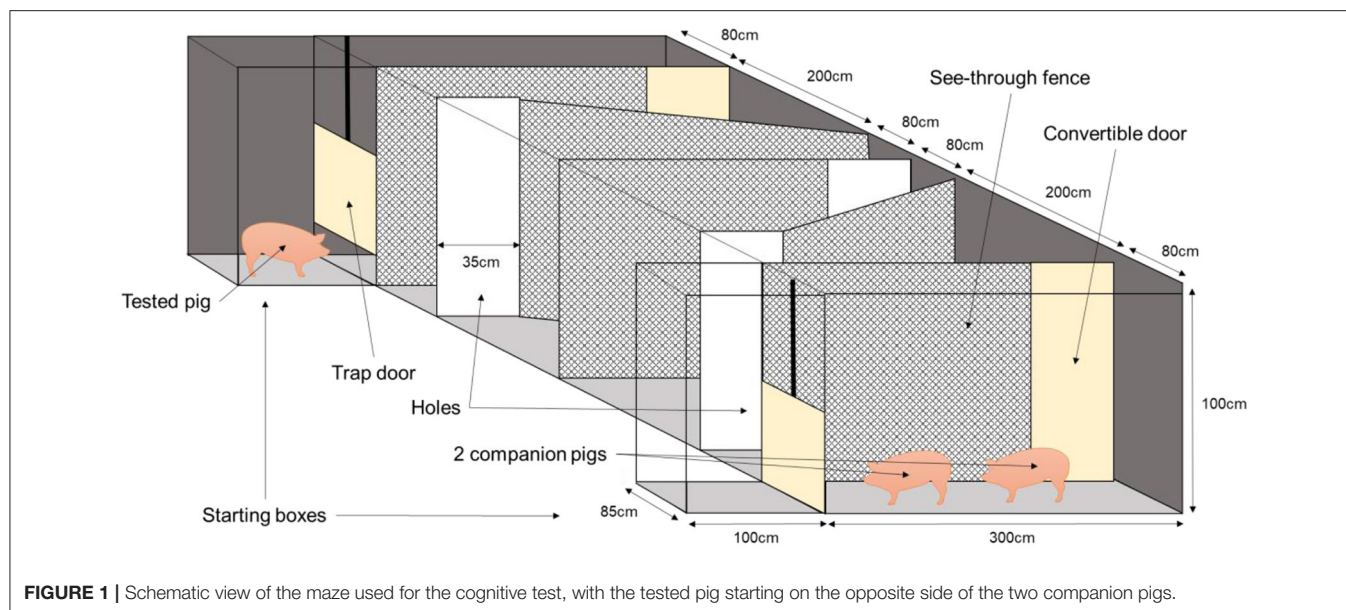 80cm
200cm
See-through fence
80cm
Convertible door
80cm
200cm
80cm
35cm
Tested pig
Trap door
Holes
100cm
2 companion pigs
Starting boxes
85cm
100cm
300cm
FIGURE 1 | Schematic view of the maze used for the cognitive test, with the tested pig starting on the opposite side of the two companion pigs.